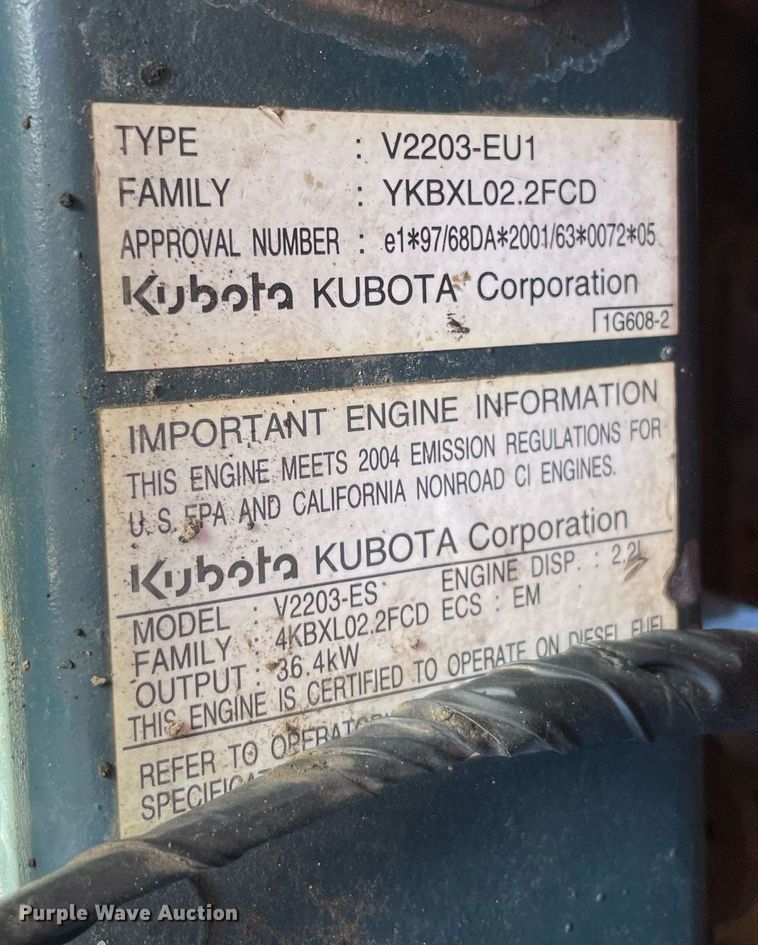 TYPE : V2203-EU1
FAMILY : YKBXL02.2FCD
APPROVAL NUMBER : e1*97/68DA*2001/63*0072*05
Kubota KUBOTA Corporation
1G608-2
IMPORTANT ENGINE INFORMATION
THIS ENGINE MEETS 2004 EMISSION REGULATIONS FOR
U.S.EPA AND CALIFORNIA NONROAD CI ENGINES.
Kubota KUBOTA Corporation
MODEL : V2203-ES ENGINE DISP. : 2.2L
FAMILY : 4KBXL02.2FCD ECS : EM
OUTPUT : 36.4kW
THIS ENGINE IS CERTIFIED TO OPERATE ON DIESEL FUEL
REFER TO
Purple Wave Auction